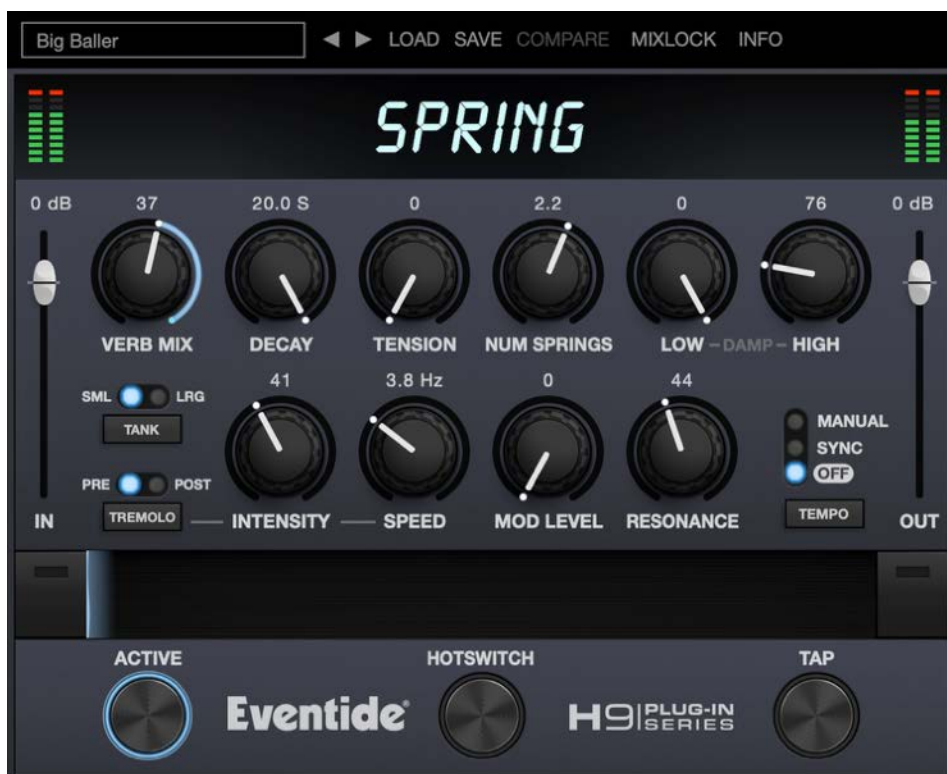 Big Baller ◀ ▶ LOAD SAVE COMPARE MIXLOCK INFO
SPRING
0 dB 37 20.0 S 0 2.2 0 76 0 dB
VERB MIX DECAY TENSION NUM SPRINGS LOW – DAMP – HIGH
41 3.8 Hz 0 44
SML LRG
TANK
MANUAL
SYNC
OFF
PRE POST
TREMOLO INTENSITY SPEED MOD LEVEL RESONANCE TEMPO
IN OUT
ACTIVE HOTSWITCH TAP
Eventide® H9 PLUG-IN
SERIES